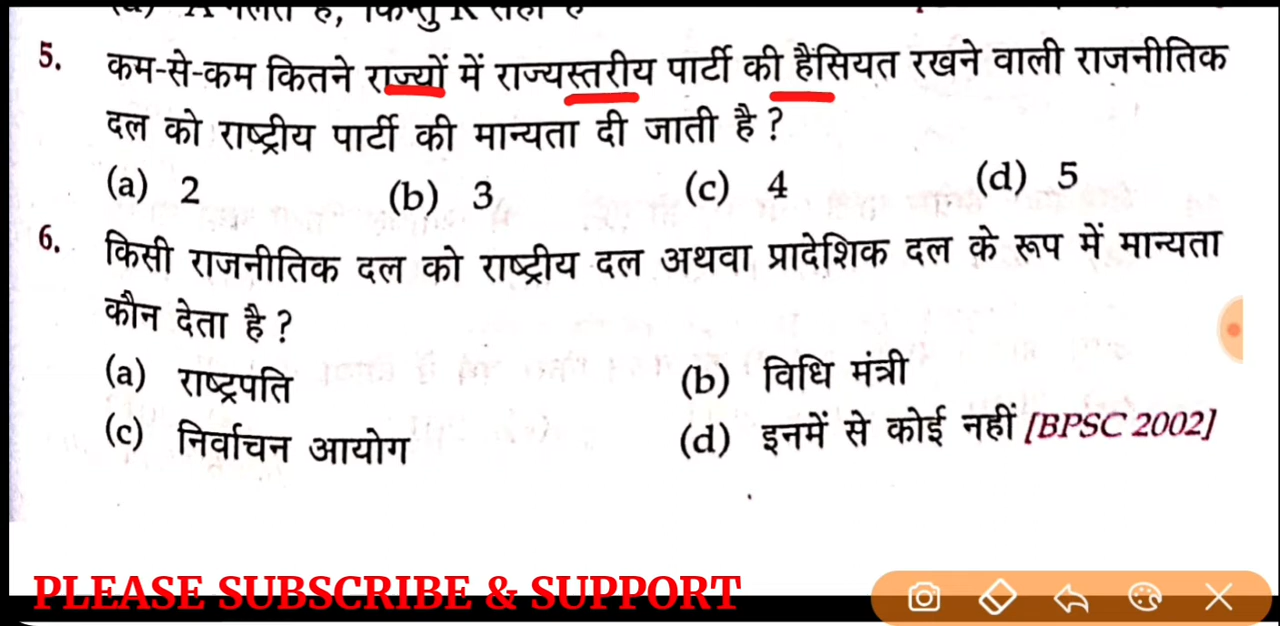 5. कम-से-कम कितने राज्यों में राज्यस्तरीय पार्टी की हैसियत रखने वाली राजनीतिक
दल को राष्ट्रीय पार्टी की मान्यता दी जाती है ?
(a) 2 (b) 3 (c) 4 (d) 5
6. किसी राजनीतिक दल को राष्ट्रीय दल अथवा प्रादेशिक दल के रूप में मान्यता
कौन देता है ?
(a) राष्ट्रपति (b) विधि मंत्री
(c) निर्वाचन आयोग (d) इनमें से कोई नहीं [BPSC 2002]
PLEASE SUBSCRIBE & SUPPORT